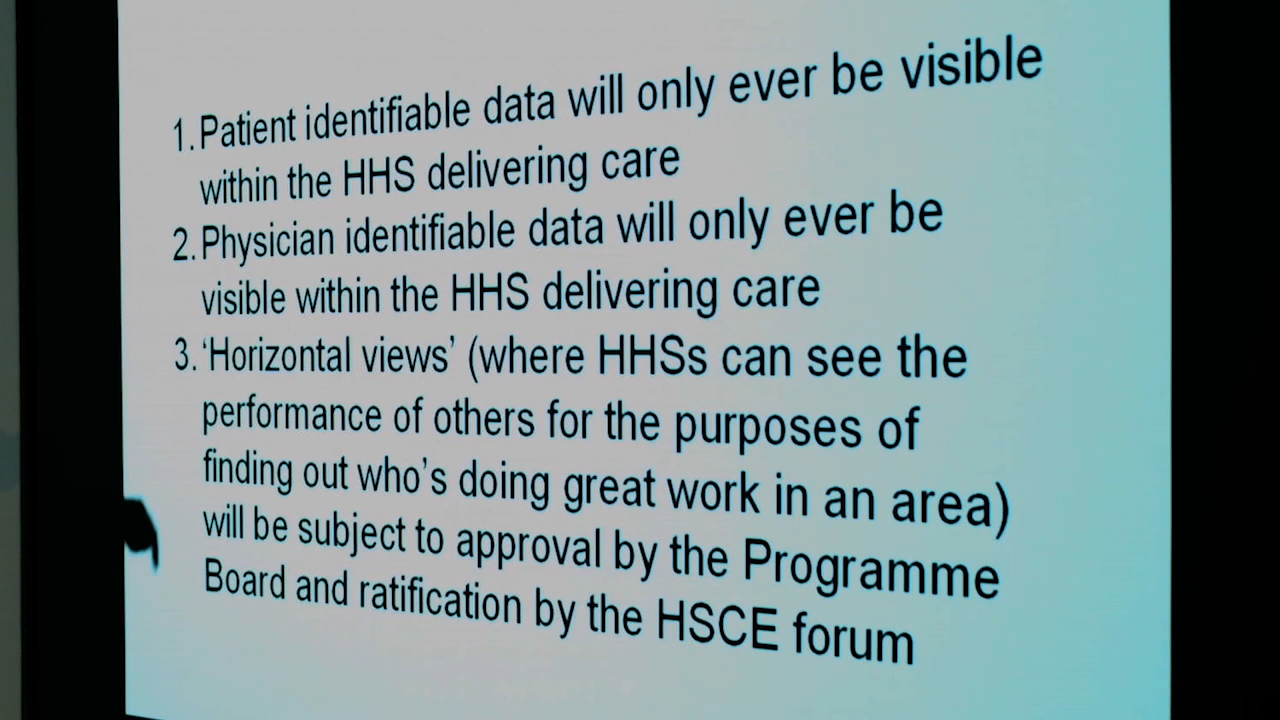 1. Patient identifiable data will only ever be visible
within the HHS delivering care
2. Physician identifiable data will only ever be
visible within the HHS delivering care
3. ‘Horizontal views’ (where HHSs can see the
performance of others for the purposes of
finding out who’s doing great work in an area)
will be subject to approval by the Programme
Board and ratification by the HSCE forum